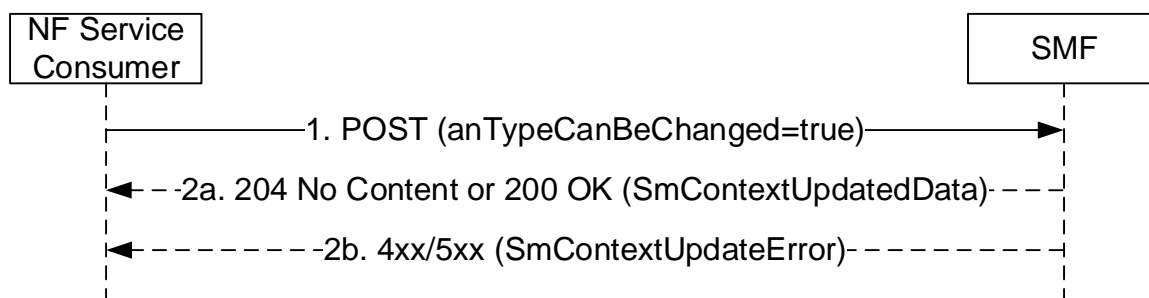 NF Service
Consumer
SMF
1. POST (anTypeCanBeChanged=true)
2a. 204 No Content or 200 OK (SmContextUpdatedData)
2b. 4xx/5xx (SmContextUpdateError)